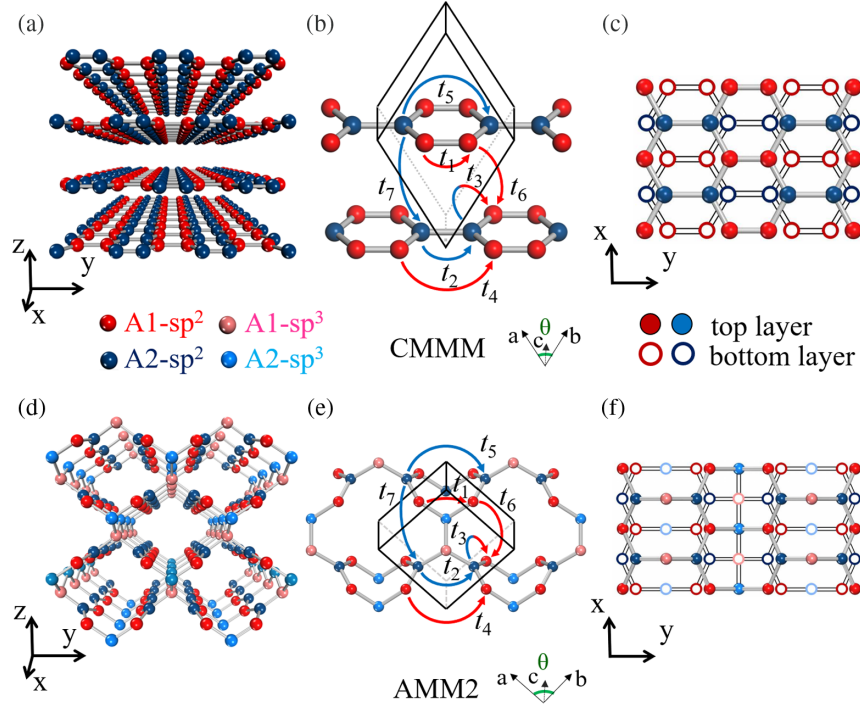 (a)
(b)
(c)
t5
t1
t3
t7
t6
t2
t4
z
y
x
x
y
A1-sp²
A1-sp³
A2-sp²
A2-sp³
CMMM
θ
a
c
b
top layer
bottom layer
(d)
(e)
(f)
t5
t7
t1
t6
t3
t2
t4
z
y
x
x
y
AMM2
θ
a
c
b